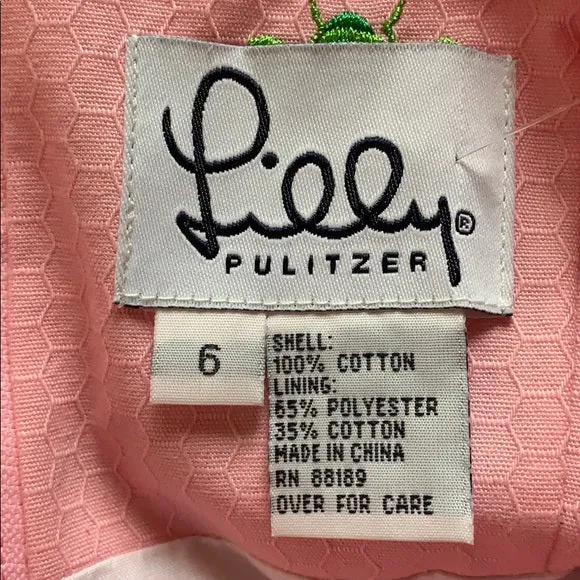 Lilly®
PULITZER
6
SHELL:
100% COTTON
LINING:
65% POLYESTER
35% COTTON
MADE IN CHINA
RN 88189
OVER FOR CARE